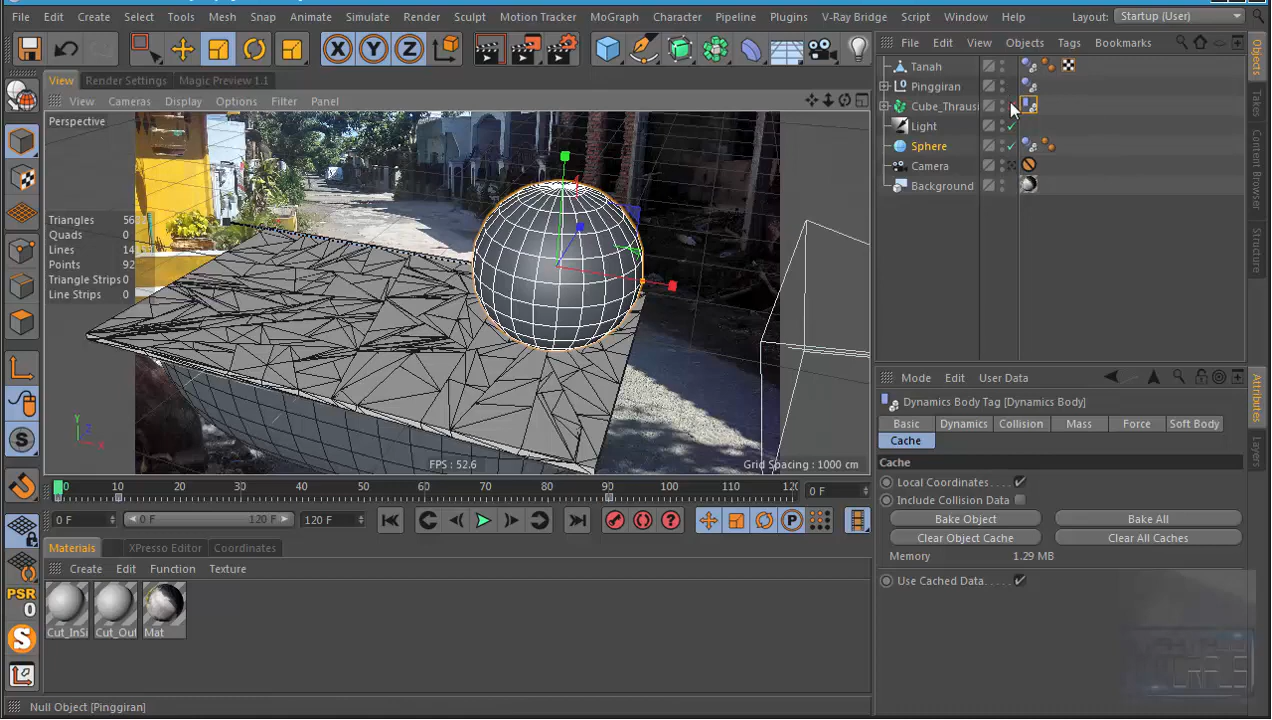 File Edit Create Select Tools Mesh Snap Animate Simulate Render Sculpt Motion Tracker MoGraph Character Pipeline Plugins V-Ray Bridge Script Window Help Layout: Startup (User)
X Y Z
File Edit View Objects Tags Bookmarks
View Render Settings Magic Preview 1.1
View Cameras Display Options Filter Panel
Perspective
Triangles 56
Quads 0
Lines 14
Points 92
Triangle Strips 0
Line Strips 0
Y
Z
X
FPS : 52.6
Grid Spacing : 1000 cm
Tanah
Pinggiran
Cube_Thrausi
Light
Sphere
Camera
Background
Objects
Takes
Content Browser
Structure
Mode Edit User Data
Dynamics Body Tag [Dynamics Body]
Basic Dynamics Collision Mass Force Soft Body
Cache
Cache
Local Coordinates
Include Collision Data
Bake Object Bake All
Clear Object Cache Clear All Caches
Memory 1.29 MB
Use Cached Data
Attributes
Layers
0 10 20 30 40 50 60 70 80 90 100 110 12 0 F
0 F 0 F 120 F 120 F
P
Materials XPresso Editor Coordinates
Create Edit Function Texture
Cut_InSi Cut_Out Mat
PSR
0
S
S
Null Object [Pinggiran]